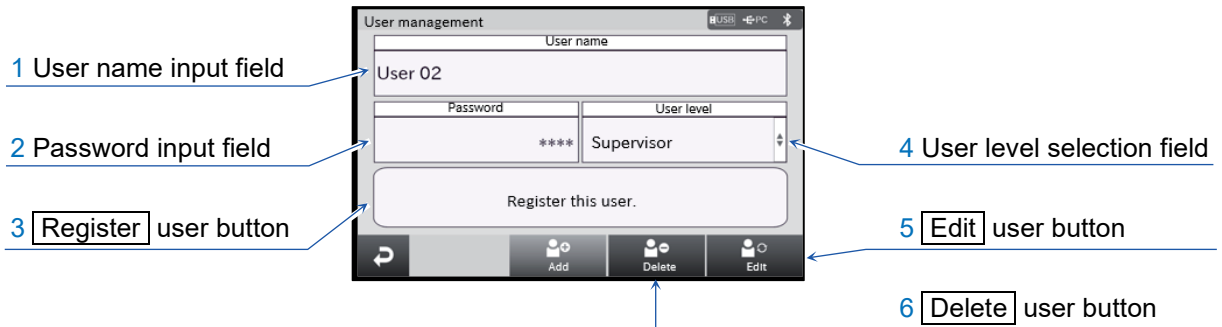 User management
USB PC
User name
User 02
Password
User level
****
Supervisor
Register this user.
Add
Delete
Edit
1 User name input field
2 Password input field
3 Register user button
4 User level selection field
5 Edit user button
6 Delete user button